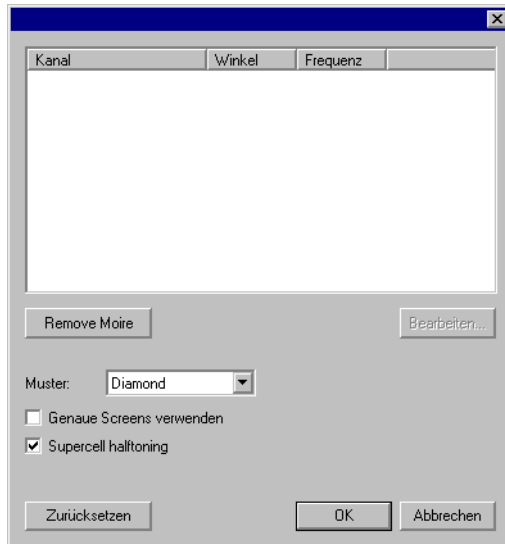 Kanal Winkel Frequenz
Remove Moire Bearbeiten...
Muster: Diamond
Genaue Screens verwenden
Supercell halftoning
Zurücksetzen OK Abbrechen